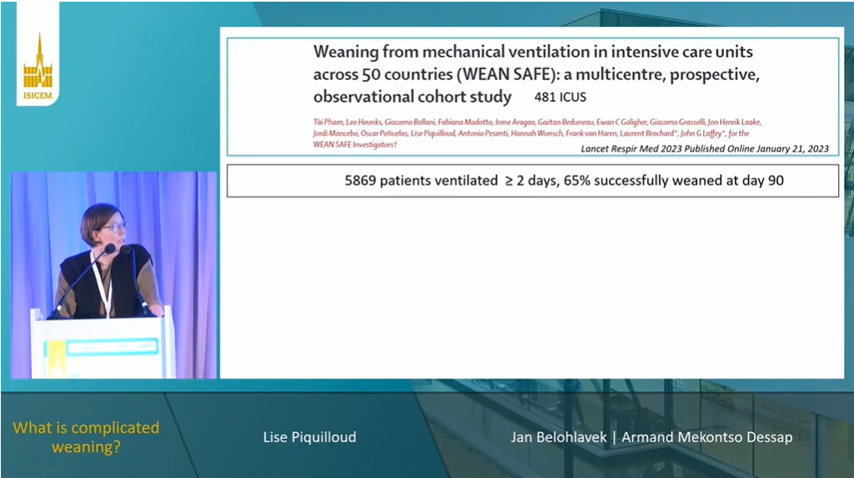 ISICEM
Weaning from mechanical ventilation in intensive care units
across 50 countries (WEAN SAFE): a multicentre, prospective,
observational cohort study 481 ICUS
Tài Pham, Leo Heunks, Giacomo Bellani, Fabiana Madotto, Irene Aragao, Gaëtan Beduneau, Ewan C Goligher, Giacomo Grasselli, Jon Henrik Laake,
Jordi Mancebo, Oscar Peñuelas, Lise Piquilloud, Antonio Pesenti, Hannah Wunsch, Frank van Haren, Laurent Brochard*, John G Laffey*, for the
WEAN SAFE Investigators†
Lancet Respir Med 2023 Published Online January 21, 2023
5869 patients ventilated ≥ 2 days, 65% successfully weaned at day 90
What is complicated
weaning?
Lise Piquilloud
Jan Belohlavek | Armand Mekontso Dessap